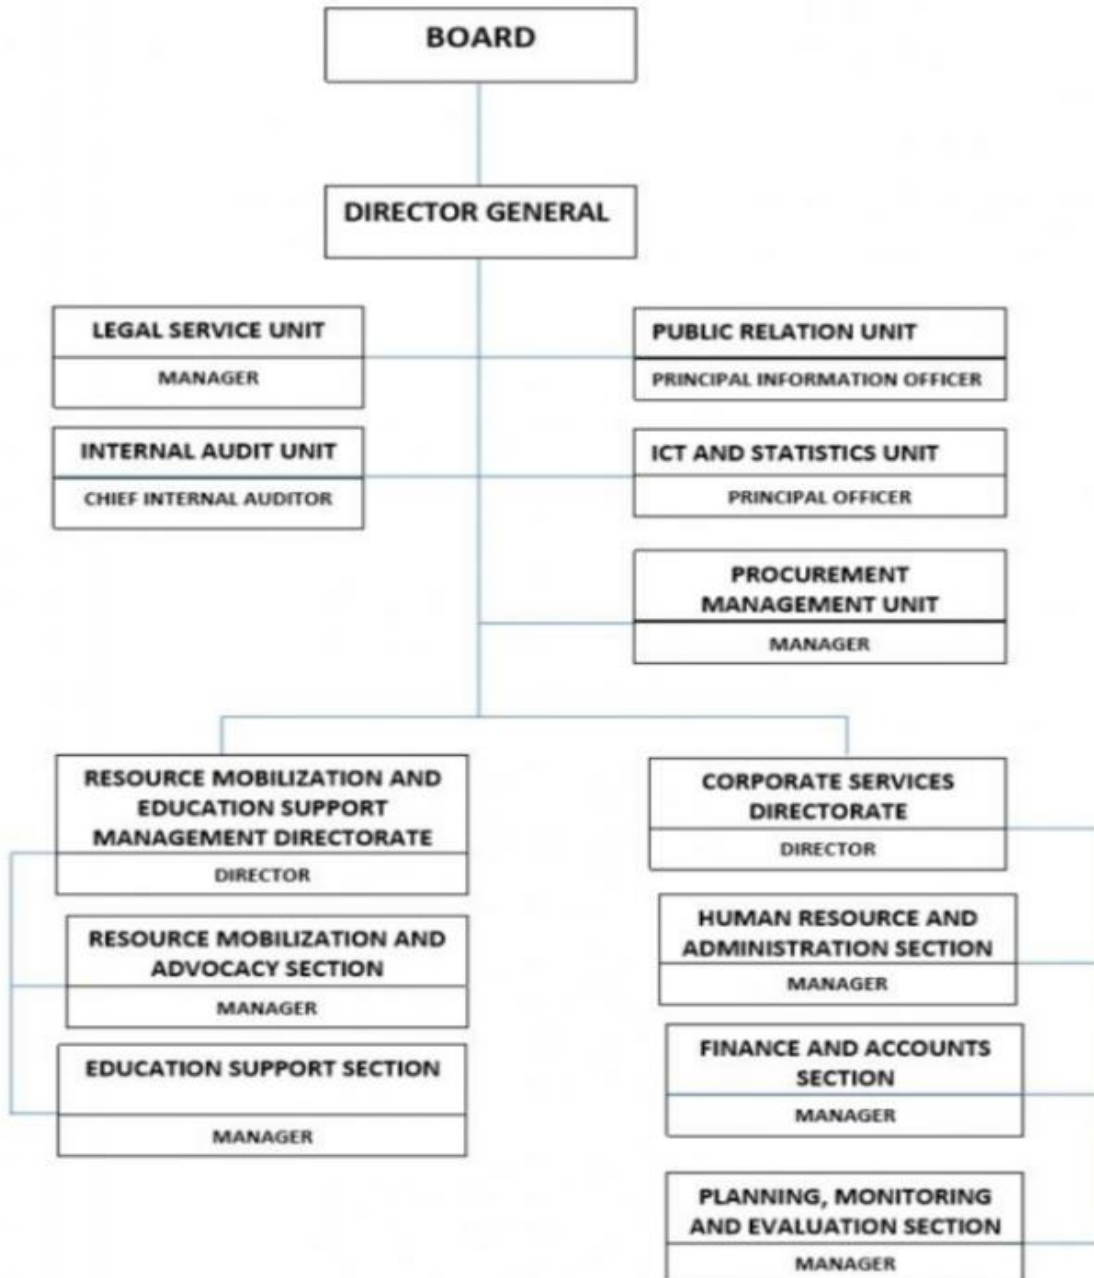 BOARD
DIRECTOR GENERAL
LEGAL SERVICE UNIT
MANAGER
PUBLIC RELATION UNIT
PRINCIPAL INFORMATION OFFICER
INTERNAL AUDIT UNIT
CHIEF INTERNAL AUDITOR
ICT AND STATISTICS UNIT
PRINCIPAL OFFICER
PROCUREMENT
MANAGEMENT UNIT
MANAGER
RESOURCE MOBILIZATION AND
EDUCATION SUPPORT
MANAGEMENT DIRECTORATE
DIRECTOR
RESOURCE MOBILIZATION AND
ADVOCACY SECTION
MANAGER
EDUCATION SUPPORT SECTION
MANAGER
CORPORATE SERVICES
DIRECTORATE
DIRECTOR
HUMAN RESOURCE AND
ADMINISTRATION SECTION
MANAGER
FINANCE AND ACCOUNTS
SECTION
MANAGER
PLANNING, MONITORING
AND EVALUATION SECTION
MANAGER